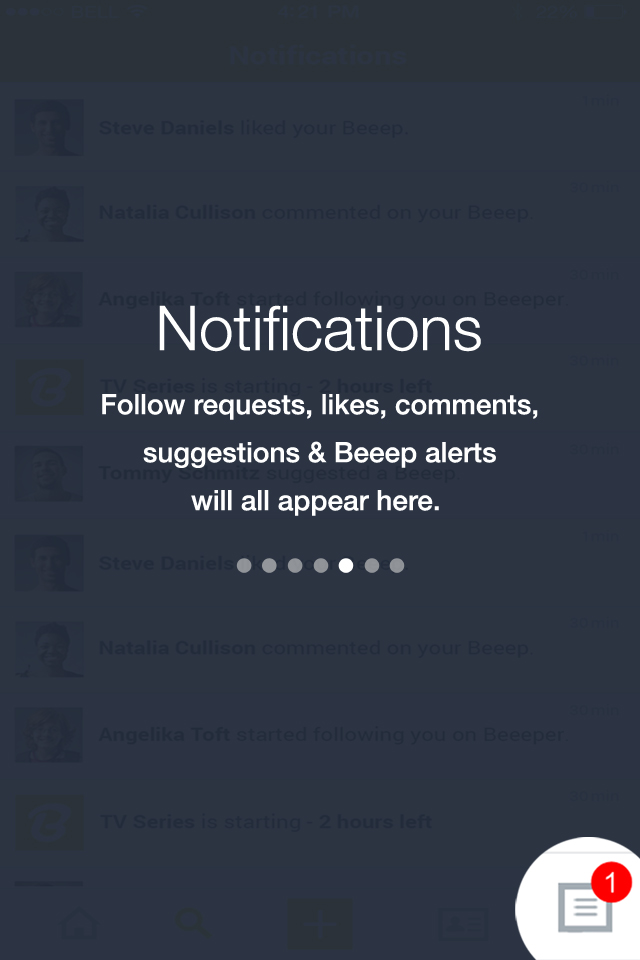 BELL
Notifications
Steve Daniels liked your Beeep.
Natalia Cullison commented on your Beeep
Angelika Toft started following you on Beeeper.
Notifications
TV Series is starting - 2 hours left
Follow requests, likes, comments,
suggestions & Beeep alerts
Tommy Schmitz suggested a Beeep
will all appear here.
Steve Daniels
Natalia Cullison commented on your Beeep
Angelika Toft started following you on Beeeper.
TV Series is starting - 2 hours left
1